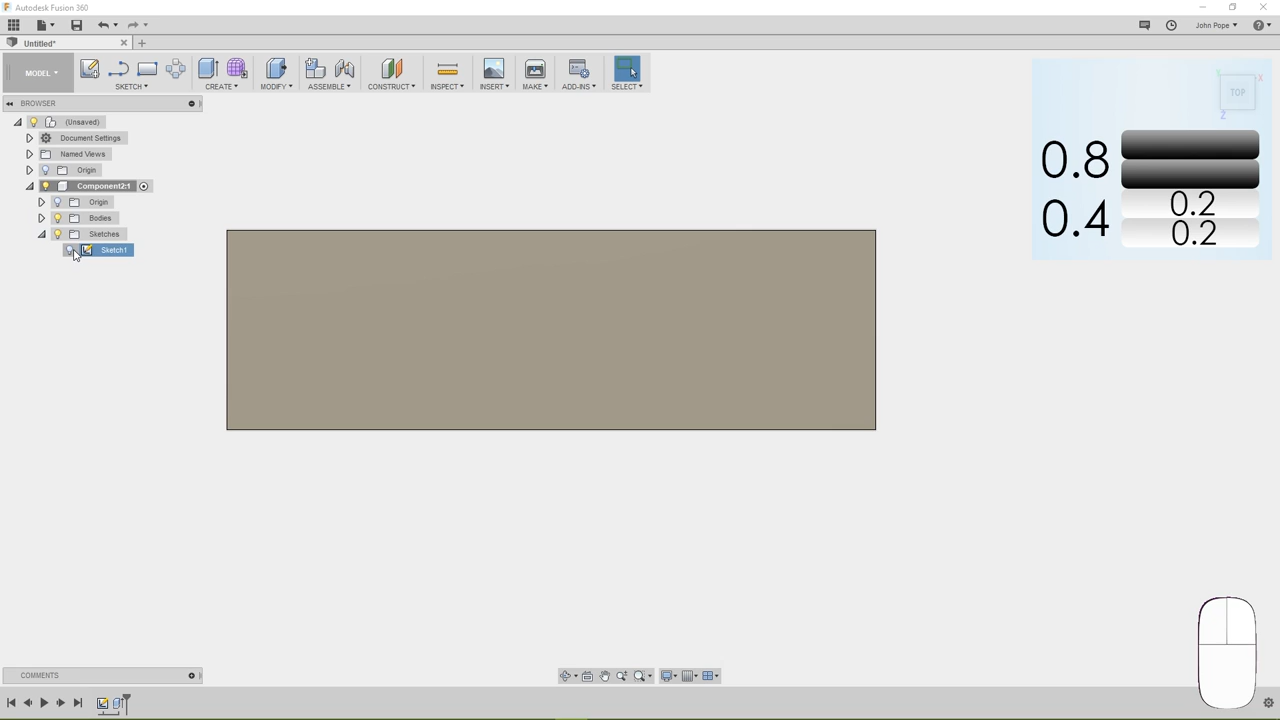 Autodesk Fusion 360
John Pope
Untitled*
MODEL
SKETCH
CREATE
MODIFY
ASSEMBLE
CONSTRUCT
INSPECT
INSERT
MAKE
ADD-INS
SELECT
BROWSER
(Unsaved)
Document Settings
Named Views
Origin
Component2:1
Origin
Bodies
Sketches
Sketch1
TOP
X
Z
0.8
0.4
0.2
0.2
COMMENTS